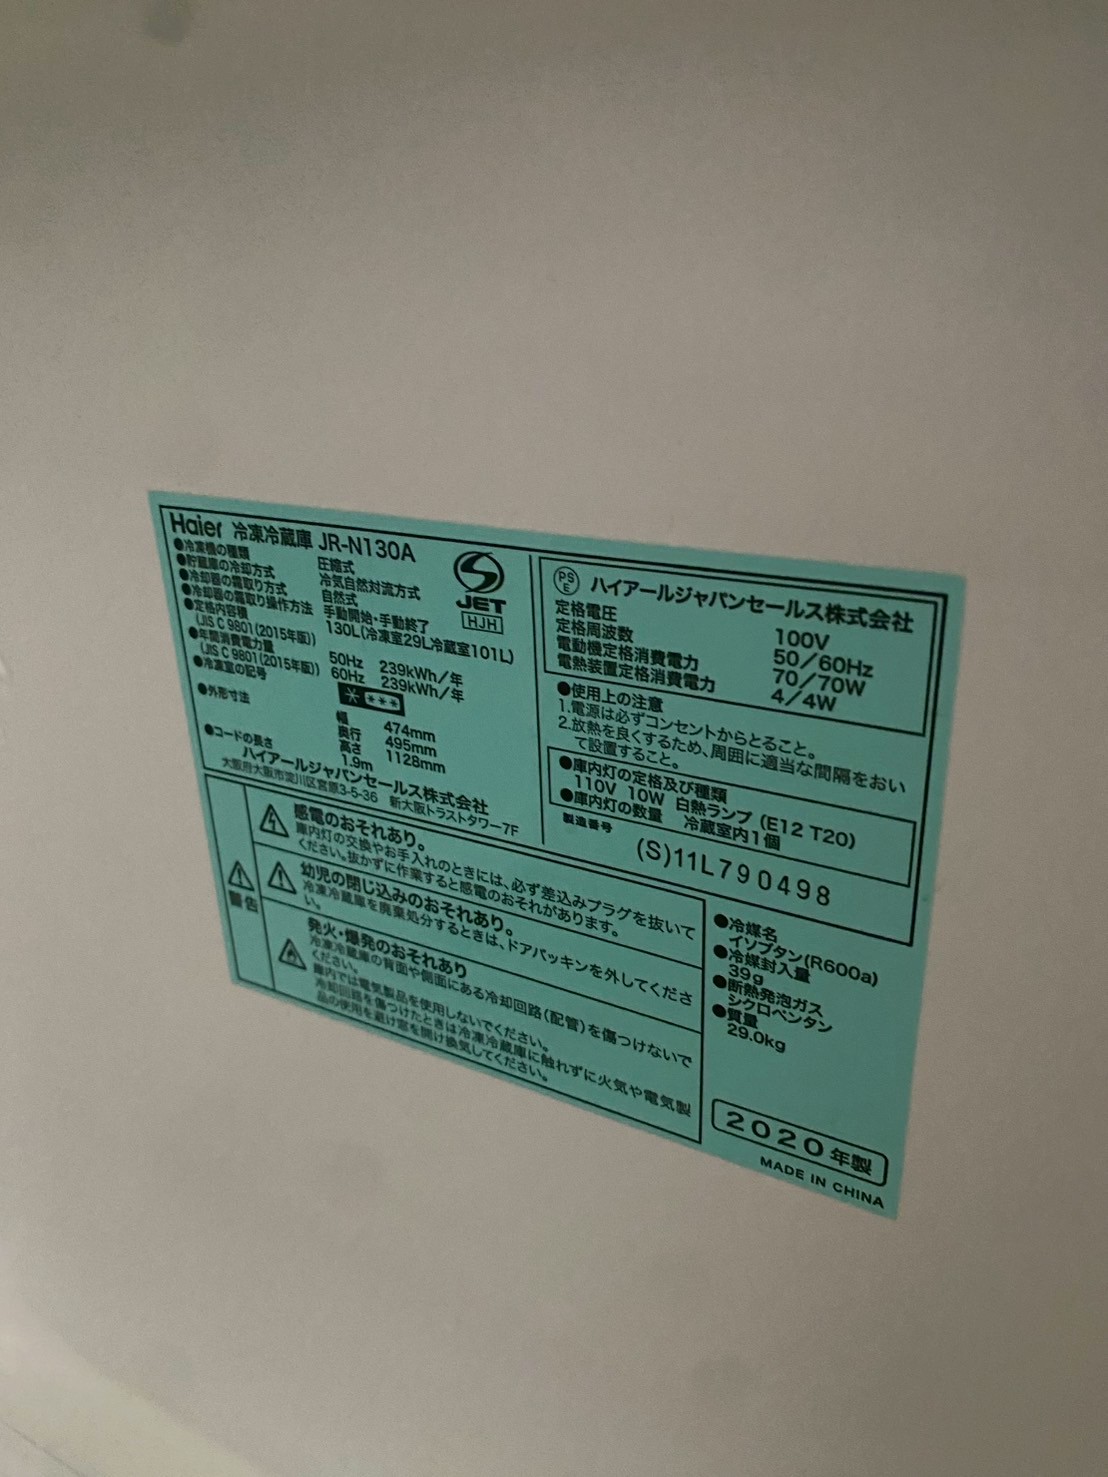 Haier 冷凍冷蔵庫 JR-N130A
●冷凍機の種類 圧縮式
●貯蔵庫の冷却方式 冷気自然対流方式
●冷却器の霜取り方式 自然式
●冷却器の霜取り操作方法 手動開始・手動終了
●定格内容積 130L(冷凍室29L冷蔵室101L)
(JIS C 9801(2015年版))
●年間消費電力量 50Hz 239kWh/年
(JIS C 9801(2015年版)) 60Hz 239kWh/年
●冷凍室の記号
●外形寸法 幅 474mm
奥行 495mm
高さ 1128mm
●コードの長さ 1.9m
ハイアールジャパンセールス株式会社
大阪府大阪市淀川区宮原3-5-36 新大阪トラストタワー7F
JET
HJH
PS
E
ハイアールジャパンセールス株式会社
定格電圧 100V
定格周波数 50/60Hz
電動機定格消費電力 70/70W
電熱装置定格消費電力 4/4W
●使用上の注意
1.電源は必ずコンセントからとること。
2.放熱を良くするため、周囲に適当な間隔をおい
て設置すること。
●庫内灯の定格及び種類
110V 10W 白熱ランプ (E12 T20)
●庫内灯の数量 冷蔵室内1個
製造番号
(S)11L790498
警告
感電のおそれあり。
庫内灯の交換やお手入れのときには、必ず差込みプラグを抜いて
ください。抜かずに作業すると感電のおそれがあります。
幼児の閉じ込みのおそれあり。
冷凍冷蔵庫を廃棄処分するときは、ドアパッキンを外してくださ
い。
発火・爆発のおそれあり
冷凍冷蔵庫の背面や側面にある冷却回路(配管)を傷つけないで
ください。
庫内では電気製品を使用しないでください。
冷却回路を傷つけたときは冷凍冷蔵庫に触れずに火気や電気製
品の使用を避け窓を開け換気してください。
●冷媒名
イソブタン(R600a)
●冷媒封入量
39g
●断熱発泡ガス
シクロペンタン
●質量
29.0kg
2020年製
MADE IN CHINA